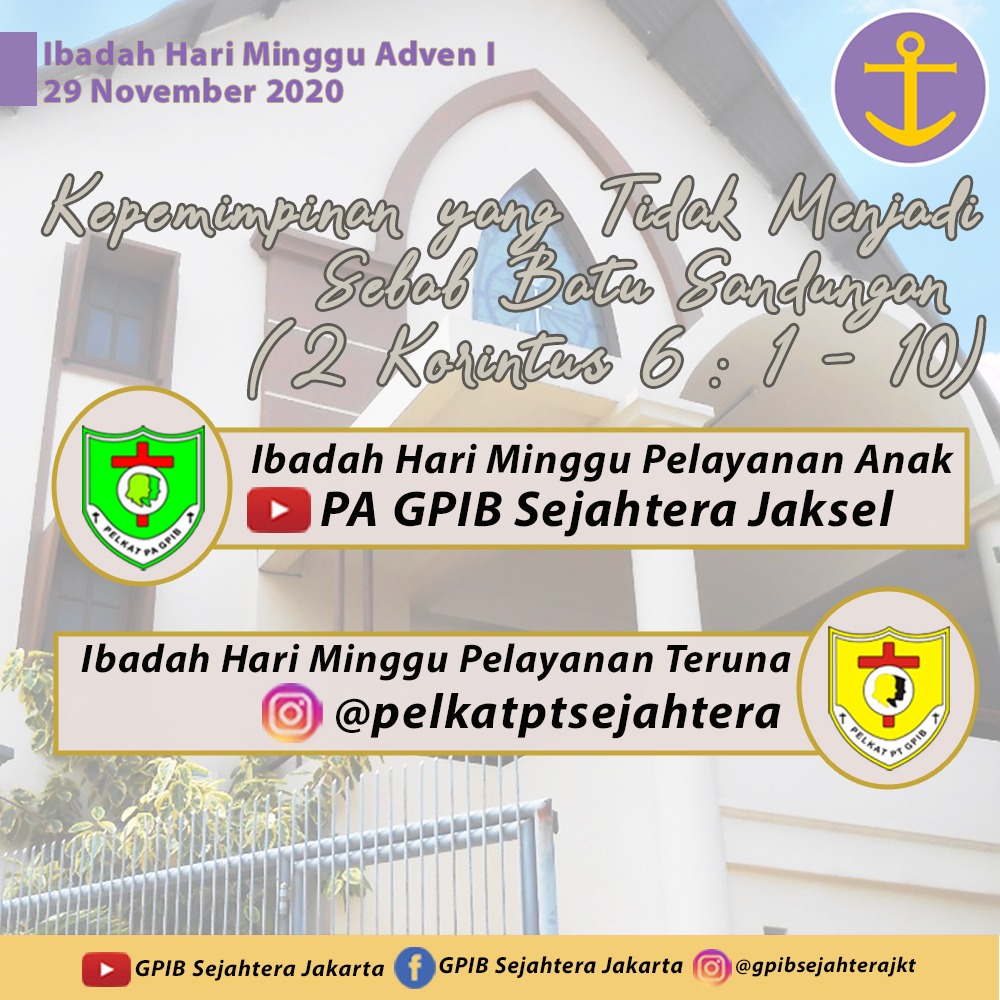 Ibadah Hari Minggu Adven I
29 November 2020
Kepemimpinan yang Tidak Menjadi
Sebab Batu Sandungan
(2 Korintus 6 : 1 - 10)
Ibadah Hari Minggu Pelayanan Anak
PA GPIB Sejahtera Jaksel
PELKAT PA GPIB
Ibadah Hari Minggu Pelayanan Teruna
@pelkatptsejahtera
PELKAT PT GPIB
GPIB Sejahtera Jakarta GPIB Sejahtera Jakarta @gpibsejahterajkt